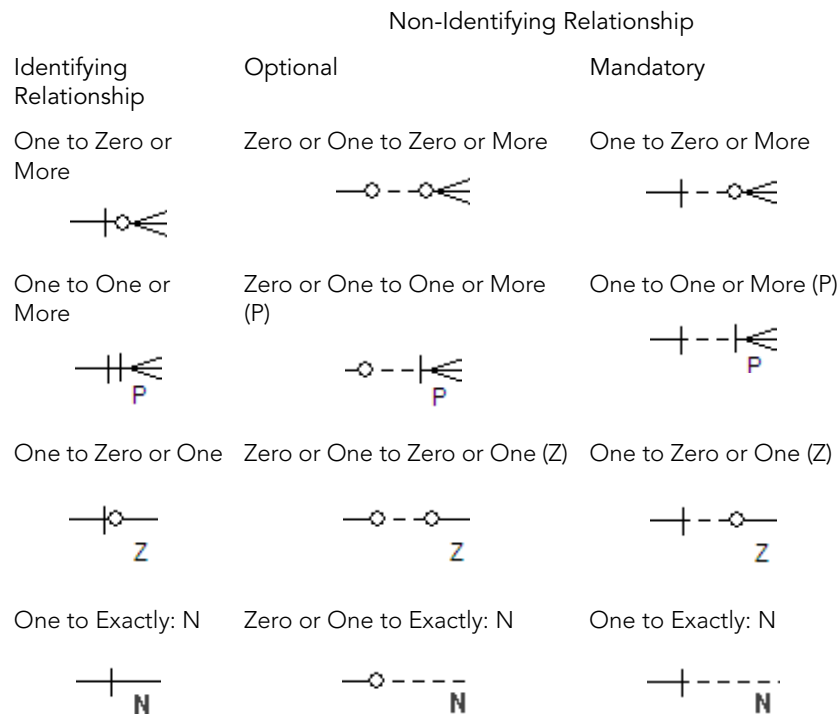 Non-Identifying Relationship
Identifying
Relationship
Optional
Mandatory
One to Zero or
More
Zero or One to Zero or More
One to Zero or More
One to One or
More
P
Zero or One to One or More
(P)
P
One to One or More (P)
P
One to Zero or One
Z
Zero or One to Zero or One (Z)
Z
One to Zero or One (Z)
Z
One to Exactly: N
N
Zero or One to Exactly: N
N
One to Exactly: N
N